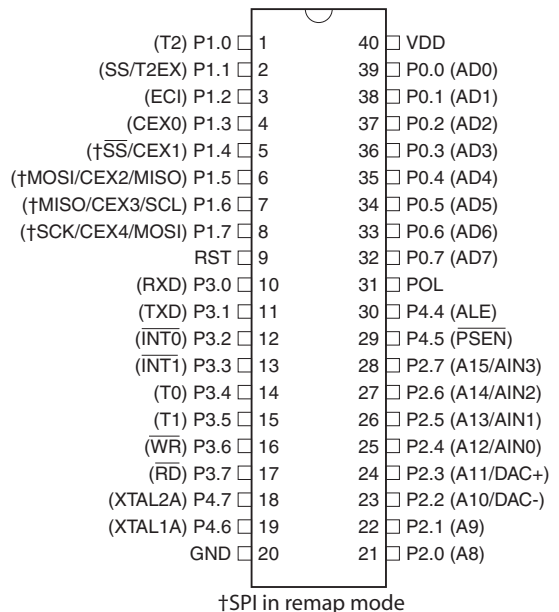 (T2) P1.0 1 40 VDD
(SS/T2EX) P1.1 2 39 P0.0 (AD0)
(ECI) P1.2 3 38 P0.1 (AD1)
(CEX0) P1.3 4 37 P0.2 (AD2)
(†S̅S̅/CEX1) P1.4 5 36 P0.3 (AD3)
(†MOSI/CEX2/MISO) P1.5 6 35 P0.4 (AD4)
(†MISO/CEX3/SCL) P1.6 7 34 P0.5 (AD5)
(†SCK/CEX4/MOSI) P1.7 8 33 P0.6 (AD6)
RST 9 32 P0.7 (AD7)
(RXD) P3.0 10 31 POL
(TXD) P3.1 11 30 P4.4 (ALE)
(I̅N̅T̅0̅) P3.2 12 29 P4.5 (P̅S̅E̅N̅)
(I̅N̅T̅1̅) P3.3 13 28 P2.7 (A15/AIN3)
(T0) P3.4 14 27 P2.6 (A14/AIN2)
(T1) P3.5 15 26 P2.5 (A13/AIN1)
(W̅R̅) P3.6 16 25 P2.4 (A12/AIN0)
(R̅D̅) P3.7 17 24 P2.3 (A11/DAC+)
(XTAL2A) P4.7 18 23 P2.2 (A10/DAC-)
(XTAL1A) P4.6 19 22 P2.1 (A9)
GND 20 21 P2.0 (A8)
†SPI in remap mode